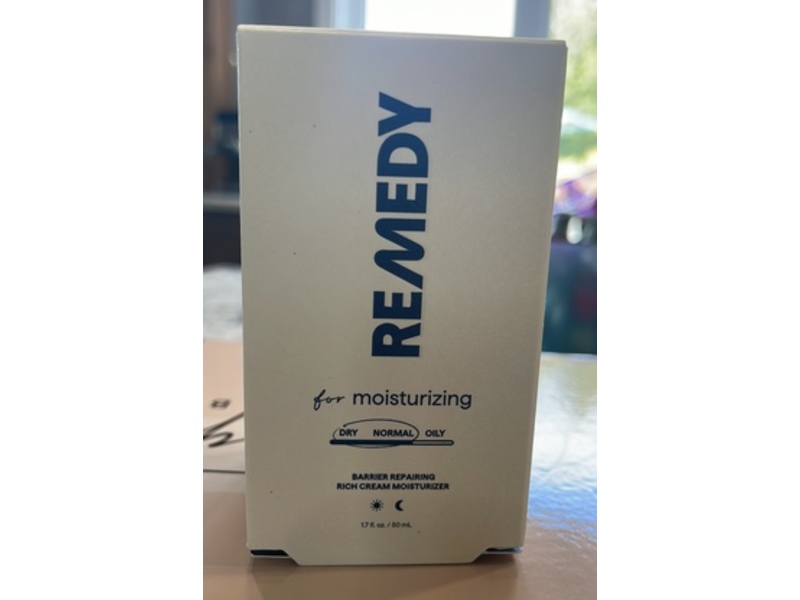 REMEDY
for moisturizing
DRY NORMAL OILY
BARRIER REPAIRING
RICH CREAM MOISTURIZER
1.7 fl. oz. / 50 mL